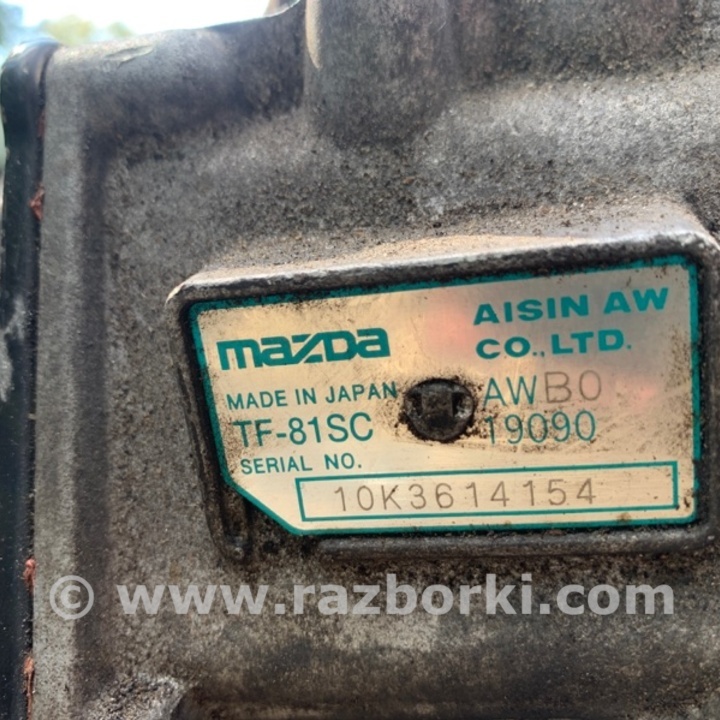 mazda
AISIN AW
CO.,LTD.
MADE IN JAPAN
AWB0
TF-81SC
19090
SERIAL NO.
10K3614154
© www.razborki.com